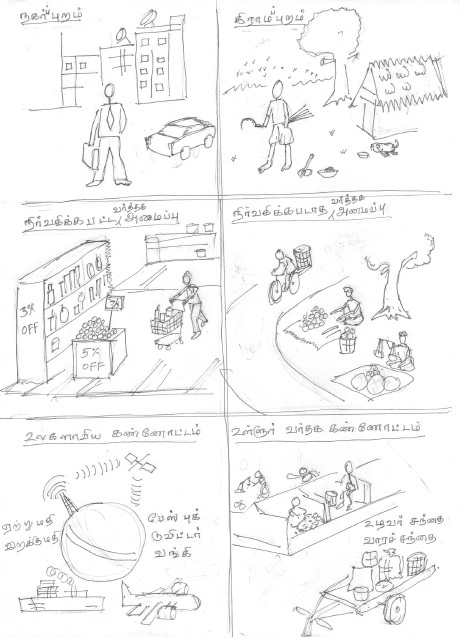 நகர்ப்புறம்
கிராமப்புறம்
நிர்வகிக்கபட்ட வர்த்தக அமைப்பு
நிர்வகிக்கபடாத வர்த்தக அமைப்பு
3% OFF
5% OFF
உலகளாவிய கண்ணோட்டம்
உள்ளூர் வர்தக கண்ணோட்டம்
ஏற்றுமதி
இறக்குமதி
பேஸ் புக்
டுவிட்டர்
வங்கி
உழவர் சந்தை
வாரச் சந்தை